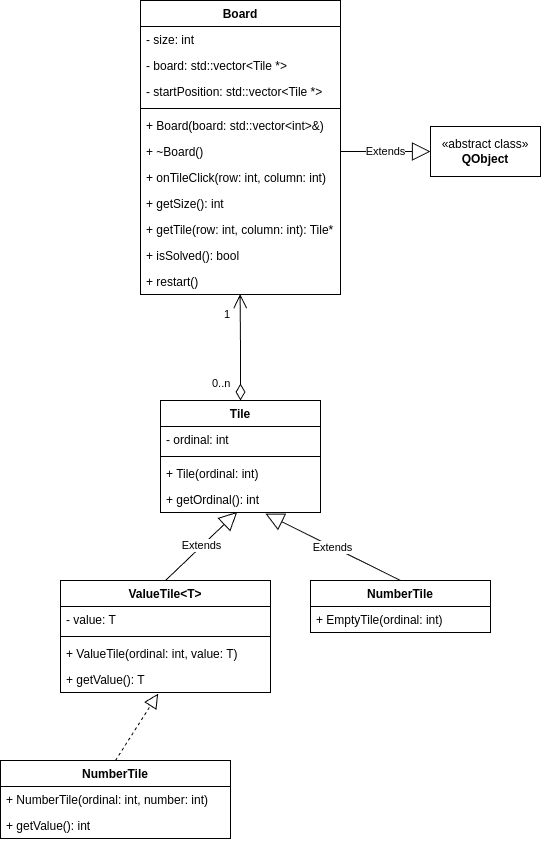 Board
- size: int
- board: std::vector<Tile *>
- startPosition: std::vector<Tile *>
+ Board(board: std::vector<int>&)
+ ~Board()
+ onTileClick(row: int, column: int)
+ getSize(): int
+ getTile(row: int, column: int): Tile*
+ isSolved(): bool
+ restart()
Extends
«abstract class»
QObject
1
0..n
Tile
- ordinal: int
+ Tile(ordinal: int)
+ getOrdinal(): int
Extends
Extends
ValueTile<T>
- value: T
+ ValueTile(ordinal: int, value: T)
+ getValue(): T
NumberTile
+ EmptyTile(ordinal: int)
NumberTile
+ NumberTile(ordinal: int, number: int)
+ getValue(): int